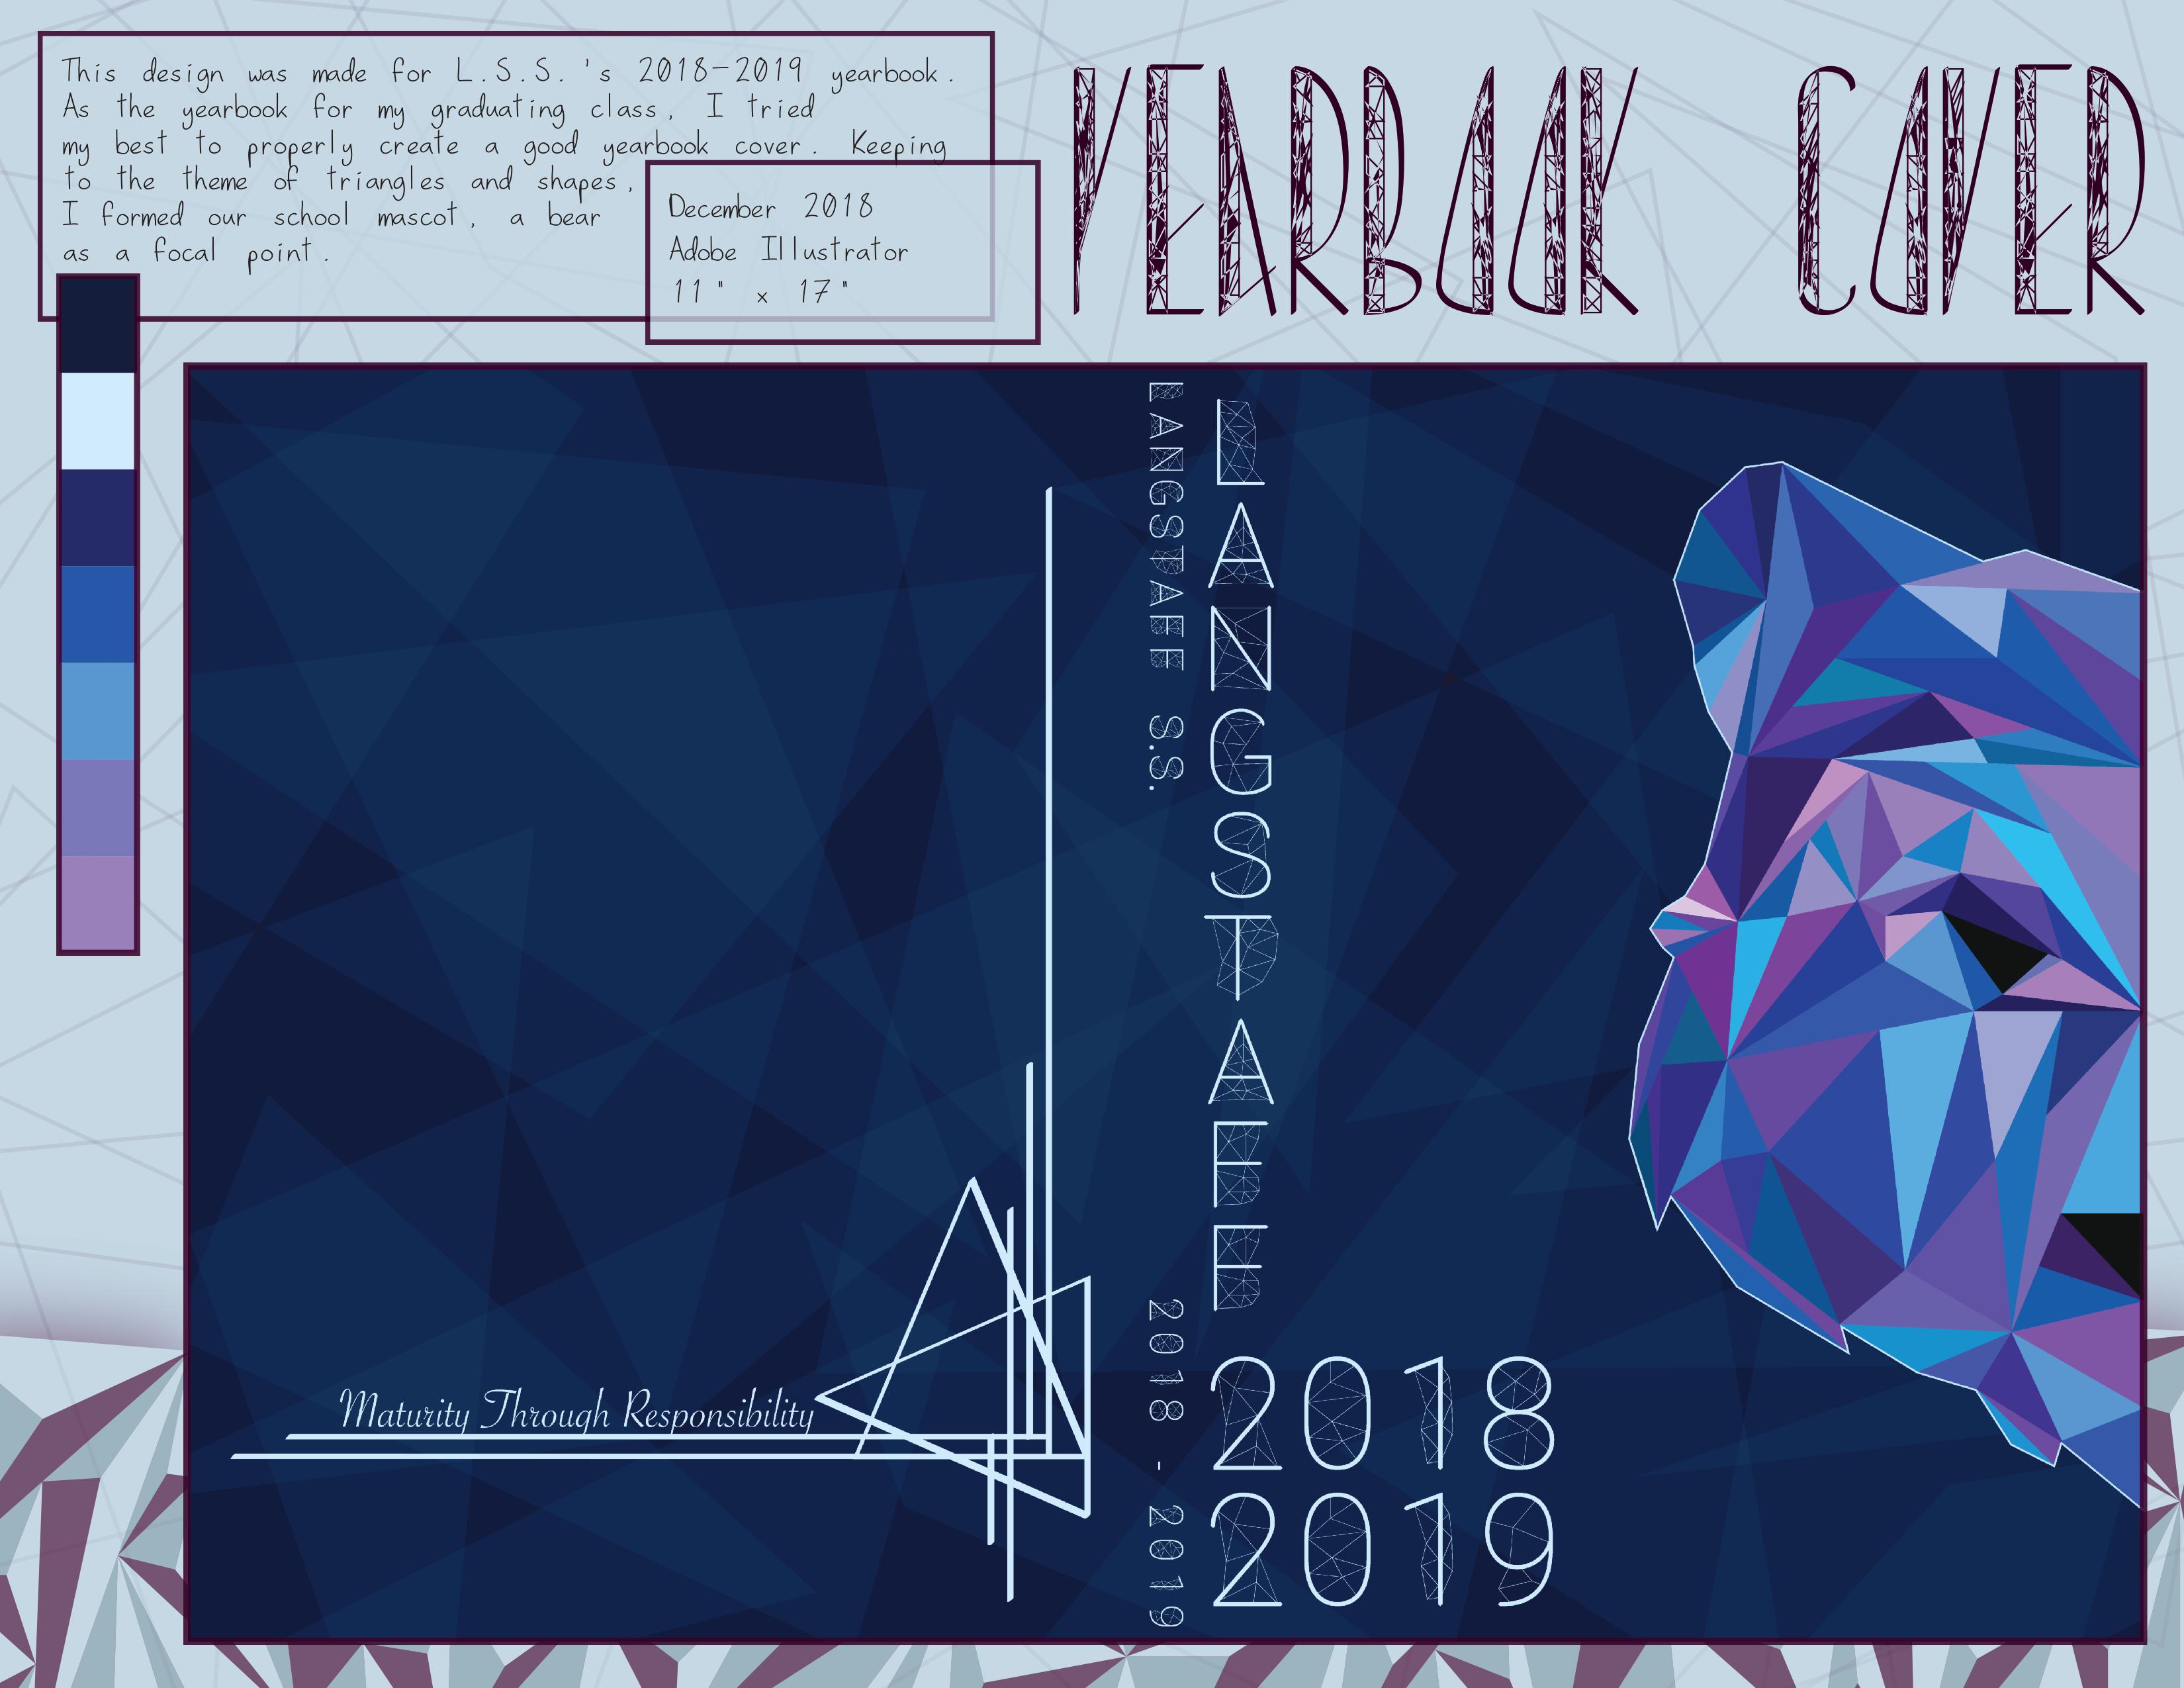 This design was made for L.S.S.'s 2018-2019 yearbook.
As the yearbook for my graduating class, I tried
my best to properly create a good yearbook cover. Keeping
to the theme of triangles and shapes,
I formed our school mascot, a bear
as a focal point.
December 2018
Adobe Illustrator
11" x 17"
YEARBOOK COVER
LANGSTAFF S.S. 2018 - 2019
LANGSTAFF
2018
2019
Maturity Through Responsibility